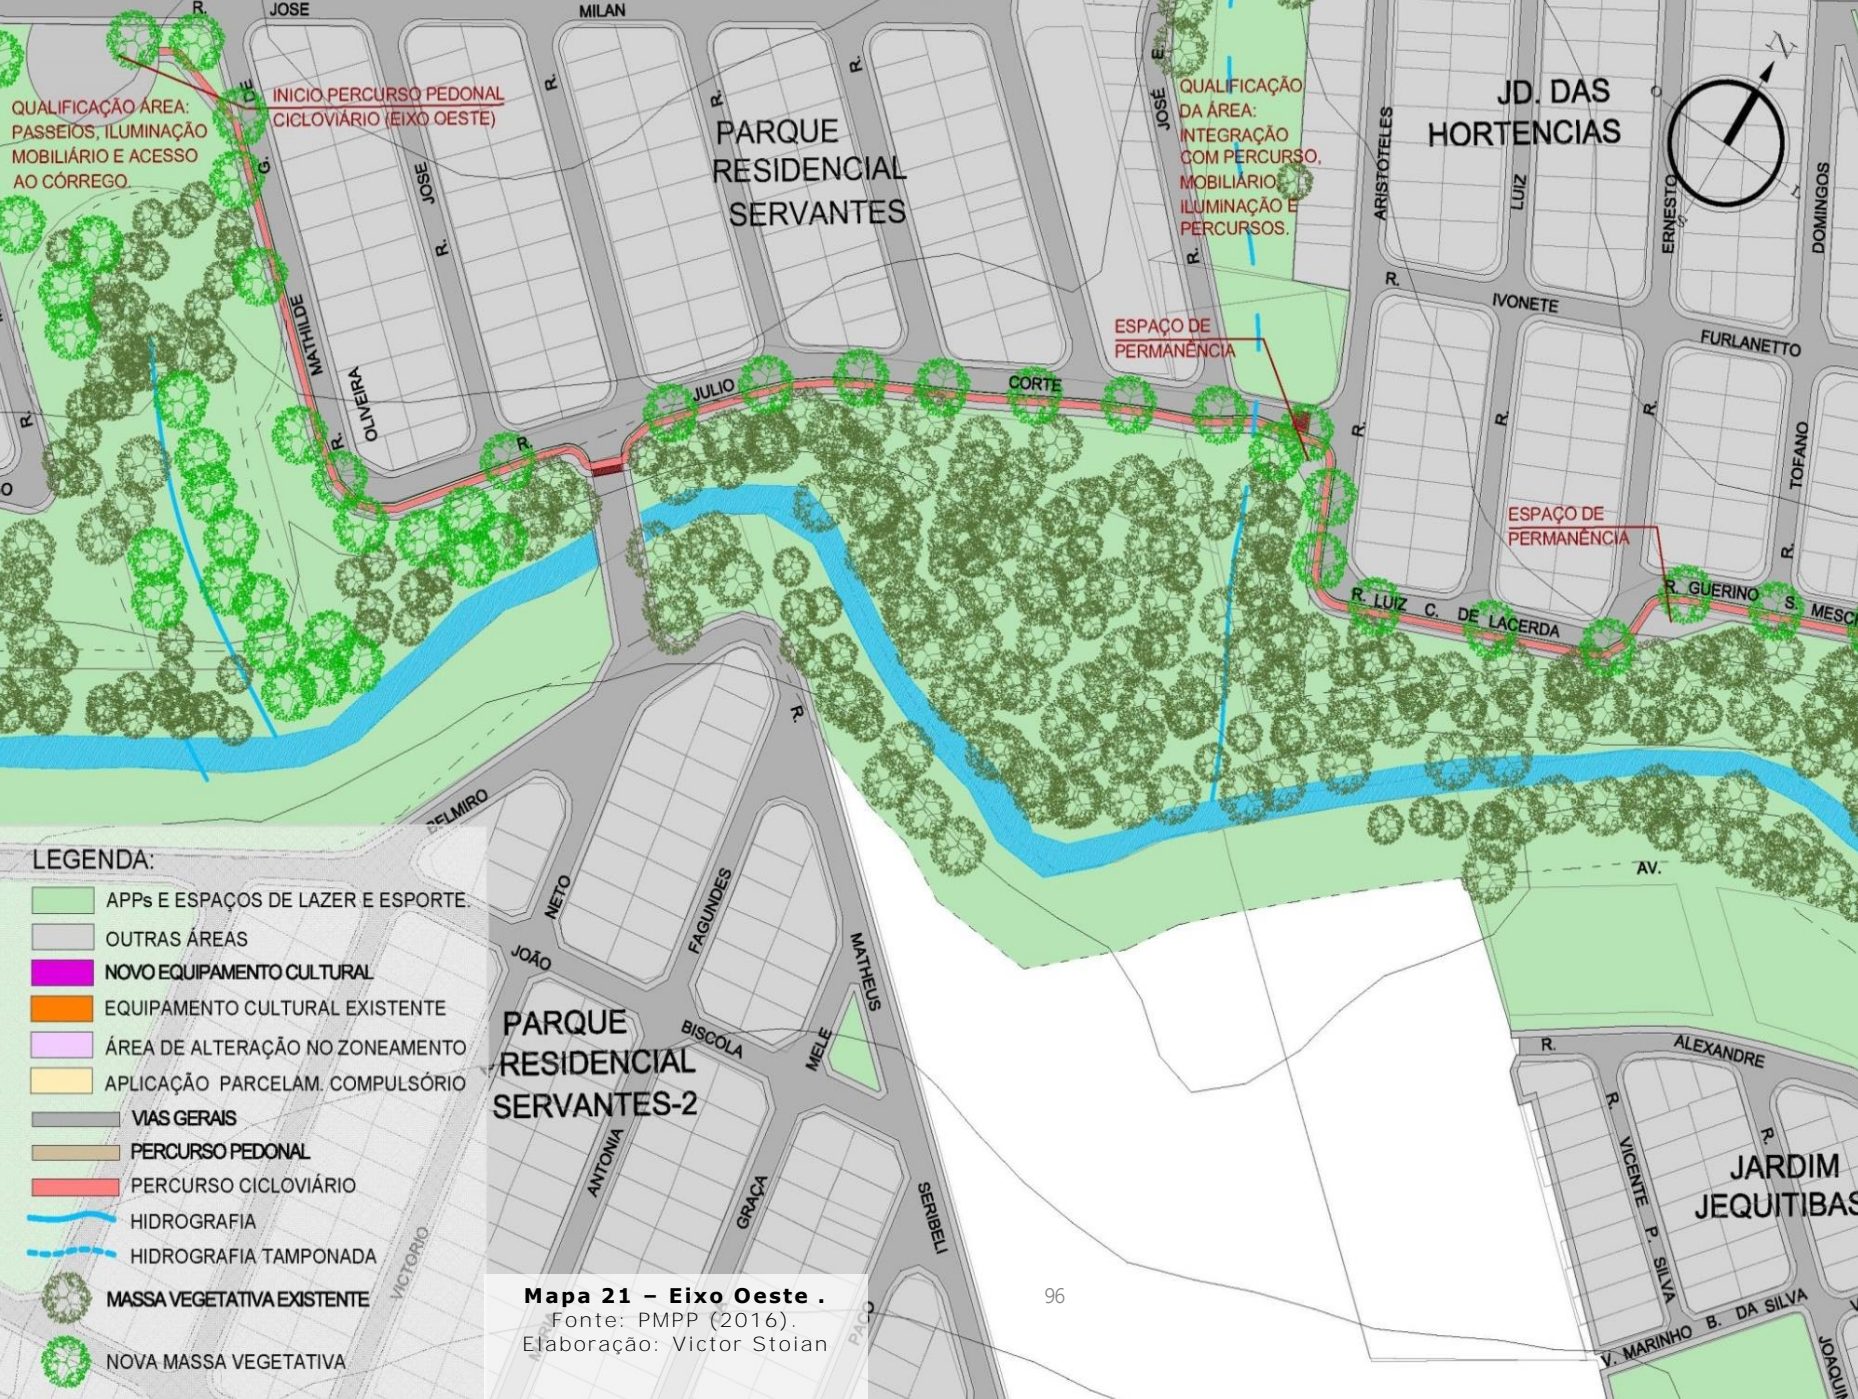 R. JOSE MILAN
QUALIFICAÇÃO ÁREA:
PASSEIOS, ILUMINAÇÃO
MOBILIÁRIO E ACESSO
AO CÓRREGO.
INICIO PERCURSO PEDONAL
CICLOVIÁRIO (EIXO OESTE)
R. MATHILDE G. DE
OLIVEIRA
R. JOSE
R.
R.
R.
R.
PARQUE
RESIDENCIAL
SERVANTES
R. JOSÉ E.
QUALIFICAÇÃO
DA ÁREA:
INTEGRAÇÃO
COM PERCURSO,
MOBILIÁRIO,
ILUMINAÇÃO E
PERCURSOS.
JD. DAS
HORTENCIAS
N
O
S
L
R. ARISTOTELES
R. LUIZ
R. ERNESTO
R. TOFANO DOMINGOS
R. IVONETE FURLANETTO
ESPAÇO DE
PERMANÊNCIA
R. JULIO CORTE
ESPAÇO DE
PERMANÊNCIA
R. LUIZ C. DE LACERDA
R. GUERINO S. MESCI
R.
AV.
BELMIRO
NETO
JOÃO
BISCOLA
FAGUNDES
MELE
MATHEUS
SERIBELI
ANTONIA
GRAÇA
VICTORIO
PAÇO
PARQUE
RESIDENCIAL
SERVANTES-2
R. ALEXANDRE
R. VICENTE P. SILVA
R.
JARDIM
JEQUITIBAS
V. MARINHO B. DA SILVA
JOAQUIM
LEGENDA:
APPs E ESPAÇOS DE LAZER E ESPORTE.
OUTRAS ÁREAS
NOVO EQUIPAMENTO CULTURAL
EQUIPAMENTO CULTURAL EXISTENTE
ÁREA DE ALTERAÇÃO NO ZONEAMENTO
APLICAÇÃO PARCELAM. COMPULSÓRIO
VIAS GERAIS
PERCURSO PEDONAL
PERCURSO CICLOVIÁRIO
HIDROGRAFIA
HIDROGRAFIA TAMPONADA
MASSA VEGETATIVA EXISTENTE
NOVA MASSA VEGETATIVA
Mapa 21 – Eixo Oeste .
Fonte: PMPP (2016).
Elaboração: Victor Stoian
96